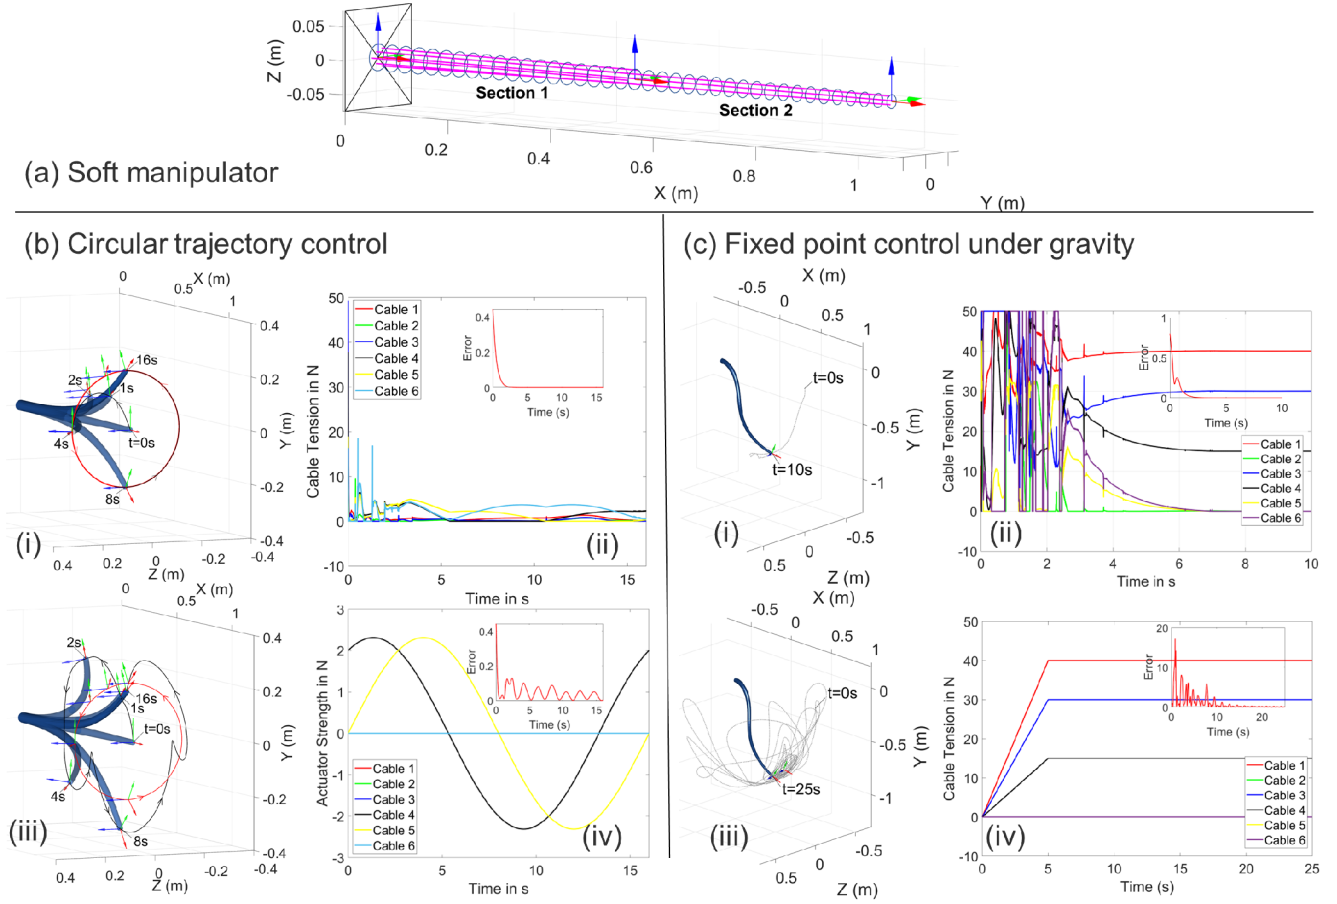 0.05
0
-0.05
Z (m)
Section 1
Section 2
0
0.2
0.4
0.6
0.8
1
0
X (m)
Y (m)
(a) Soft manipulator
(b) Circular trajectory control
0
0.5
1
X (m)
0.4
0.2
0
-0.2
-0.4
Y (m)
16s
2s
1s
4s
t=0s
8s
(i)
0.4
0.2
0
-0.2
-0.4
Z (m)
50
40
30
20
10
0
-10
Cable Tension in N
Cable 1
Cable 2
Cable 3
Cable 4
Cable 5
Cable 6
0.4
0.2
0
Error
0
5
10
15
Time (s)
(ii)
0
5
10
15
Time in s
X (m)
0
0.5
1
0.4
0.2
0
-0.2
-0.4
Y (m)
2s
16s
1s
t=0s
4s
8s
(iii)
0.4
0.2
0
-0.2
-0.4
Z (m)
3
2
1
0
-1
-2
-3
Actuator Strength in N
0.4
0.2
0
Error
0
5
10
15
Time (s)
Cable 1
Cable 2
Cable 3
Cable 4
Cable 5
Cable 6
(iv)
0
5
10
15
Time in s
(c) Fixed point control under gravity
X (m)
-0.5
0
0.5
1
0.5
0
-0.5
-1
Y (m)
t=0s
t=10s
(i)
0.5
0
-0.5
Z (m)
50
40
30
20
10
0
-10
Cable Tension in N
1
0.5
0
Error
0
5
10
Time (s)
Cable 1
Cable 2
Cable 3
Cable 4
Cable 5
Cable 6
(ii)
0
2
4
6
8
10
Time in s
X (m)
-0.5
0
0.5
1
0.5
0
-0.5
-1
Y (m)
t=0s
t=25s
(iii)
0.5
0
-0.5
Z (m)
50
40
30
20
10
0
-10
Cable Tension in N
20
10
0
Error
0
5
10
15
20
Time (s)
Cable 1
Cable 2
Cable 3
Cable 4
Cable 5
Cable 6
(iv)
0
5
10
15
20
25
Time (s)